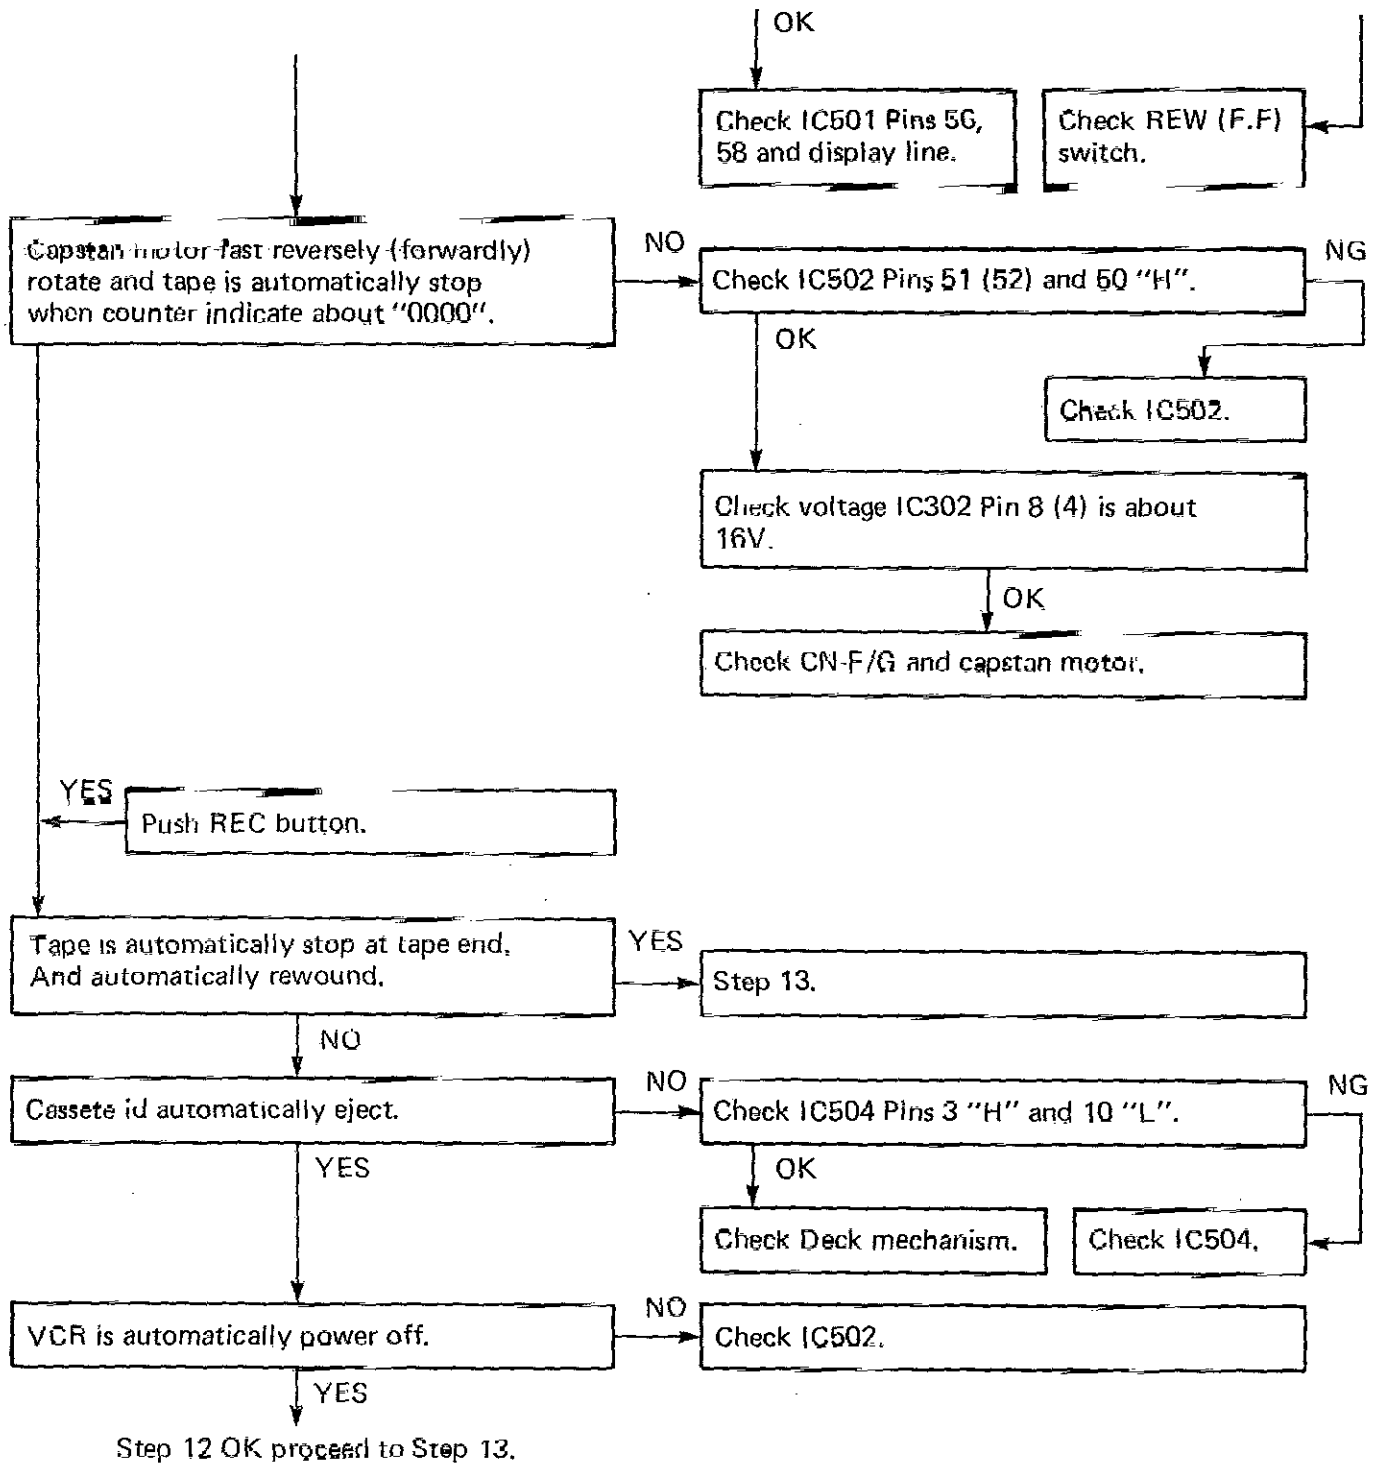 OK
Check IC501 Pins 56,
58 and display line.
Check REW (F.F)
switch.
Capstan motor fast reversely (forwardly)
rotate and tape is automatically stop
when counter indicate about "0000".
NO
Check IC502 Pins 51 (52) and 60 "H".
NG
OK
Check IC502.
Check voltage IC302 Pin 8 (4) is about
16V.
OK
Check CN-F/G and capstan motor.
YES
Push REC button.
Tape is automatically stop at tape end.
And automatically rewound.
YES
Step 13.
NO
Cassete id automatically eject.
NO
Check IC504 Pins 3 "H" and 10 "L".
NG
YES
OK
Check Deck mechanism.
Check IC504.
VCR is automatically power off.
NO
Check IC502.
YES
Step 12 OK proceed to Step 13.